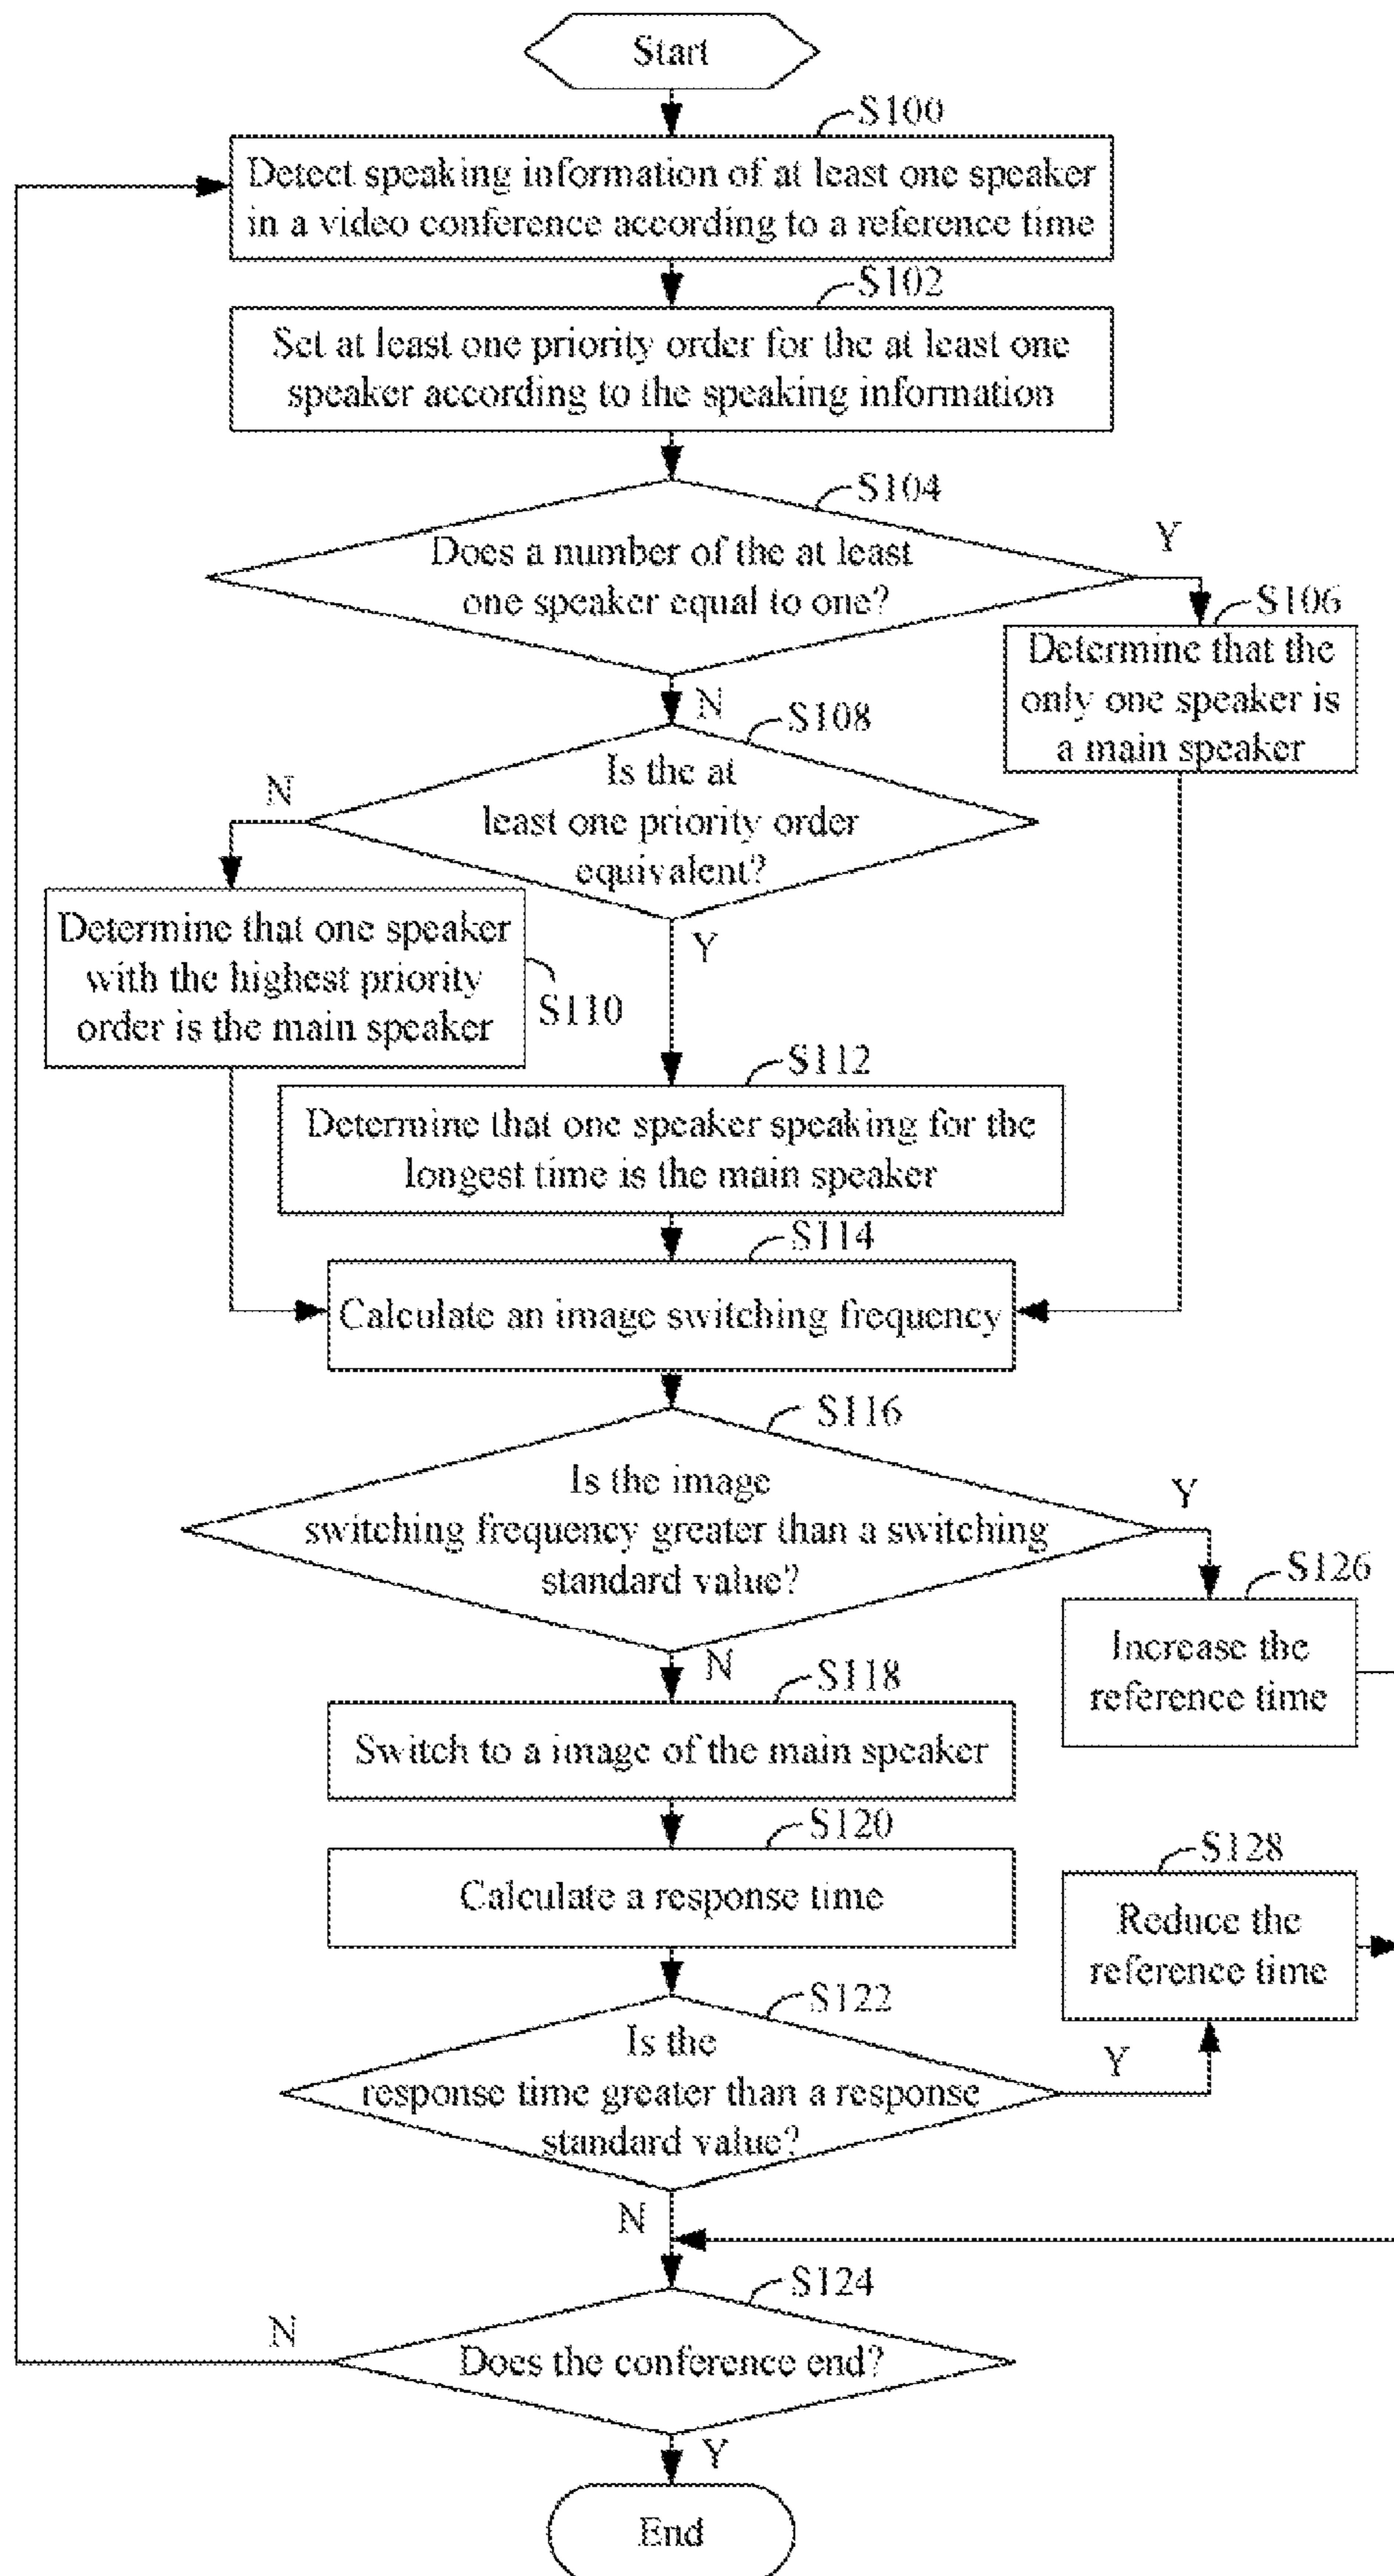 Start
S100
Detect speaking information of at least one speaker
in a video conference according to a reference time
S102
Set at least one priority order for the at least one
speaker according to the speaking information
S104
Does a number of the at least
one speaker equal to one?
Y
S106
Determine that the
only one speaker is
a main speaker
N
S108
Is the at
least one priority order
equivalent?
N
Determine that one speaker
with the highest priority
order is the main speaker
S110
Y
S112
Determine that one speaker speaking for the
longest time is the main speaker
S114
Calculate an image switching frequency
S116
Is the image
switching frequency greater than a switching
standard value?
Y
S126
Increase the
reference time
N
S118
Switch to a image of the main speaker
S120
Calculate a response time
S128
Reduce the
reference time
S122
Is the
response time greater than a response
standard value?
Y
N
S124
Does the conference end?
N
Y
End